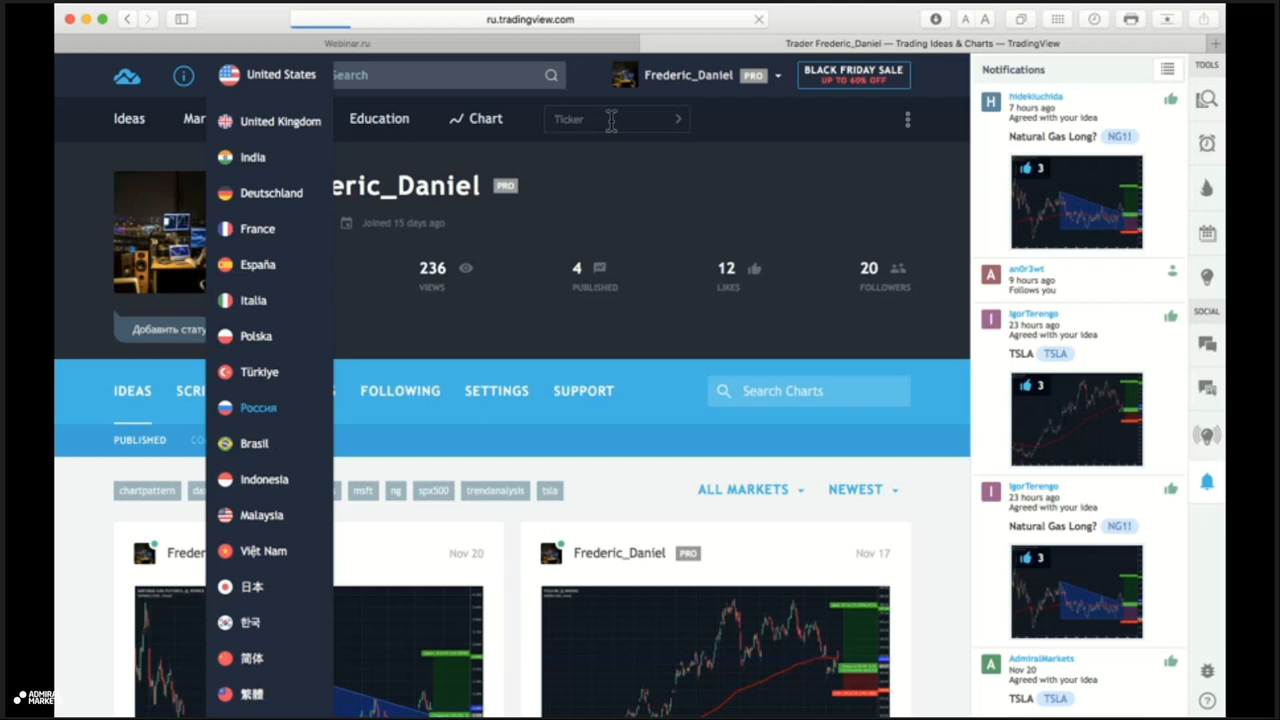 ru.tradingview.com
A A
Webinar.ru
Trader Frederic_Daniel — Trading Ideas & Charts — TradingView
United States
Search
Frederic_Daniel PRO
BLACK FRIDAY SALE
UP TO 60% OFF
Ideas
Mar
Education
Chart
Ticker
United Kingdom
India
Deutschland
France
España
Italia
Polska
Türkiye
Россия
Brasil
Indonesia
Malaysia
Việt Nam
日本
한국
简体
繁體
eric_Daniel PRO
Joined 15 days ago
236
VIEWS
4
PUBLISHED
12
LIKES
20
FOLLOWERS
Добавить стату
IDEAS
SCRI
S
FOLLOWING
SETTINGS
SUPPORT
Search Charts
PUBLISHED
CO
chartpattern
dax
msft
ng
spx500
trendanalysis
tsla
ALL MARKETS
NEWEST
Freder
Nov 20
Frederic_Daniel PRO
Nov 17
Notifications
H
hidekiuchida
7 hours ago
Agreed with your idea
Natural Gas Long? NG1!
3
A
an0r3wt
9 hours ago
Follows you
I
IgorTerengo
23 hours ago
Agreed with your idea
TSLA TSLA
3
I
IgorTerengo
23 hours ago
Agreed with your idea
Natural Gas Long? NG1!
3
A
AdmiralMarkets
Nov 20
Agreed with your idea
TSLA TSLA
TOOLS
SOCIAL
ADMIRAL
MARKETS